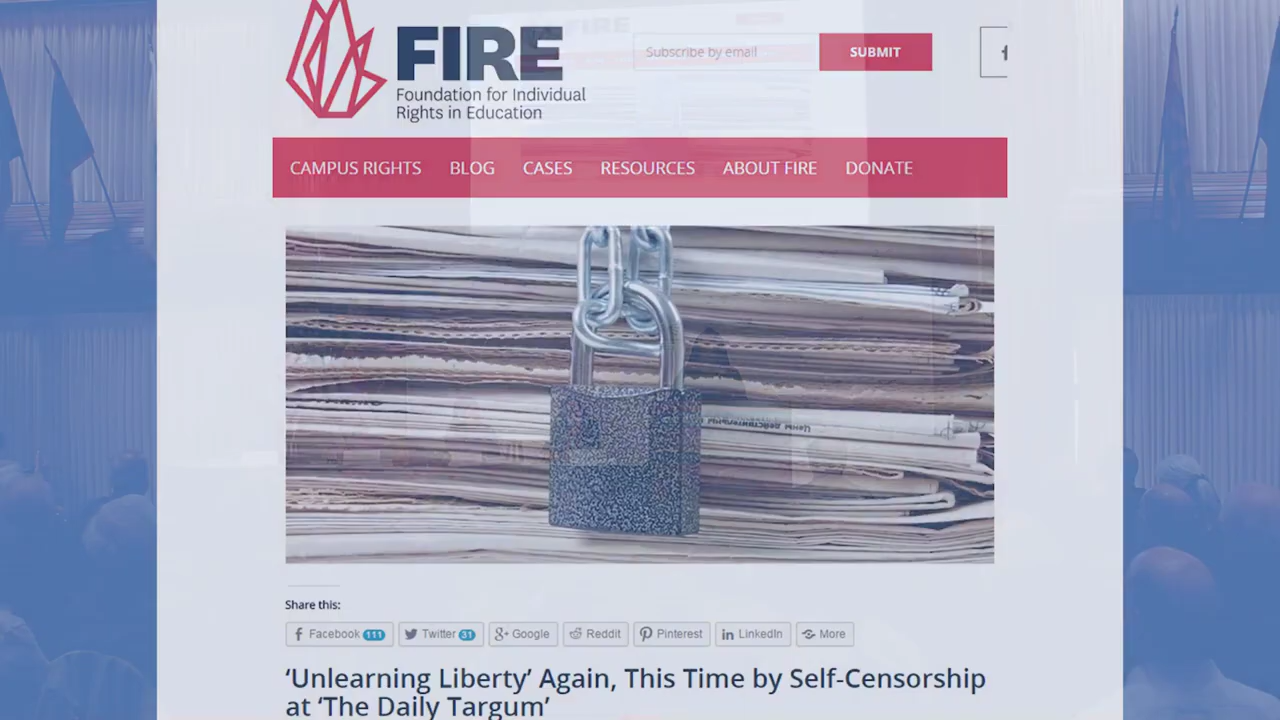 FIRE
Foundation for Individual
Rights in Education
Subscribe by email
SUBMIT
f
CAMPUS RIGHTS BLOG CASES RESOURCES ABOUT FIRE DONATE
Share this:
Facebook 111 Twitter 31 Google Reddit Pinterest LinkedIn More
‘Unlearning Liberty’ Again, This Time by Self-Censorship
at ‘The Daily Targum’